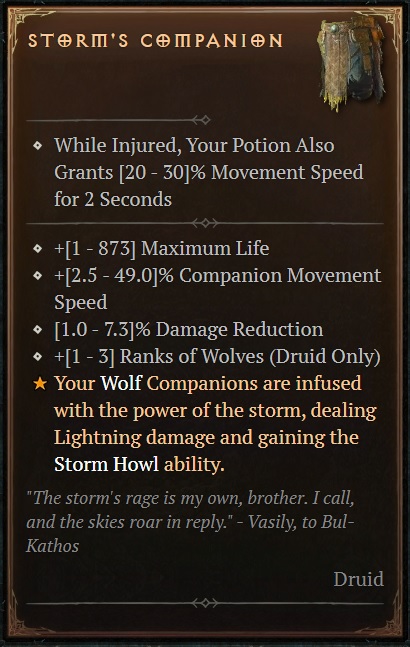 STORM'S COMPANION
While Injured, Your Potion Also
Grants [20 - 30]% Movement Speed
for 2 Seconds
+[1 - 873] Maximum Life
+[2.5 - 49.0]% Companion Movement
Speed
[1.0 - 7.3]% Damage Reduction
+[1 - 3] Ranks of Wolves (Druid Only)
Your Wolf Companions are infused
with the power of the storm, dealing
Lightning damage and gaining the
Storm Howl ability.
"The storm's rage is my own, brother. I call,
and the skies roar in reply." - Vasily, to Bul-
Kathos
Druid